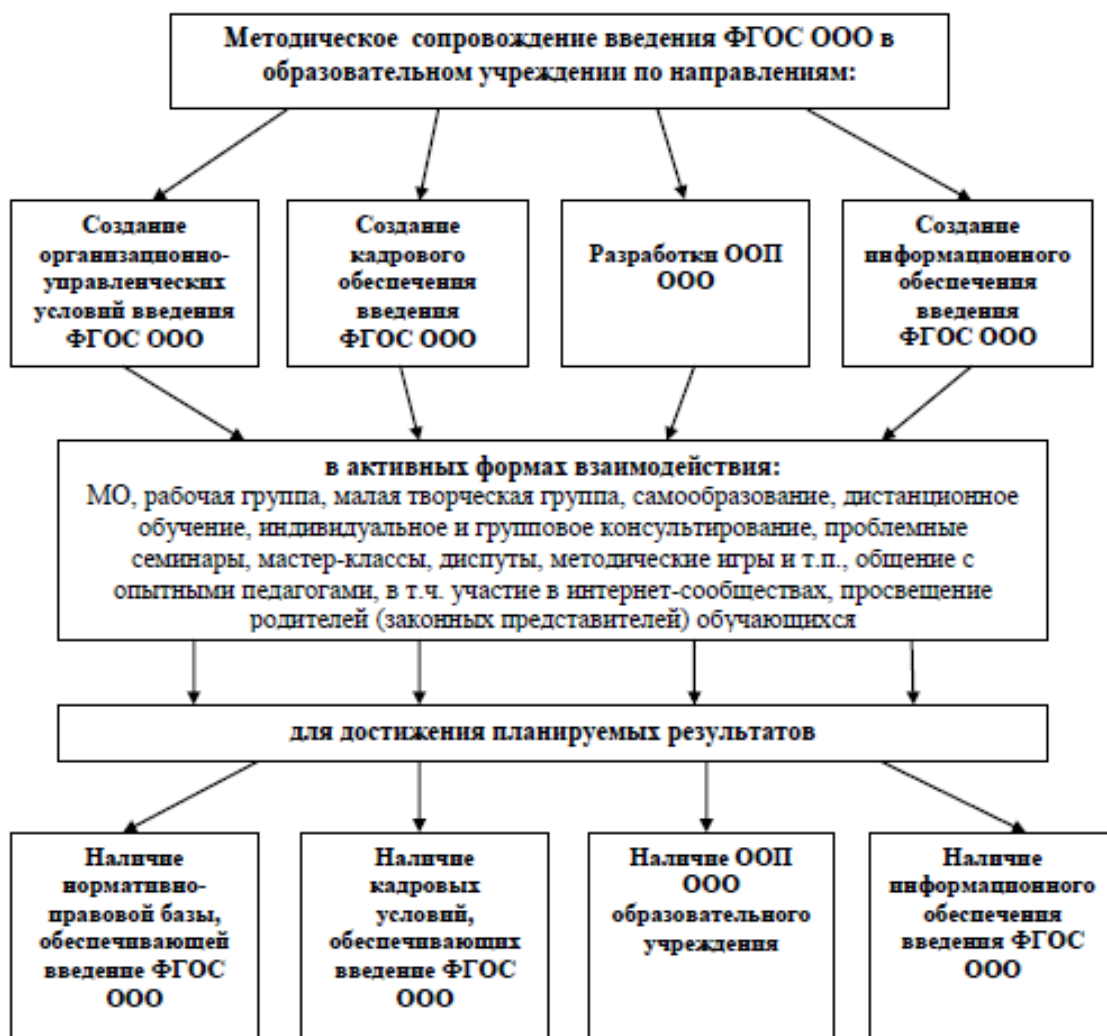 Методическое сопровождение введения ФГОС ООО в
образовательном учреждении по направлениям:
Создание
организационно-
управленческих
условий введения
ФГОС ООО
Создание
кадрового
обеспечения
введения
ФГОС ООО
Разработки ООП
ООО
Создание
информационного
обеспечения
введения
ФГОС ООО
в активных формах взаимодействия:
МО, рабочая группа, малая творческая группа, самообразование, дистанционное
обучение, индивидуальное и групповое консультирование, проблемные
семинары, мастер-классы, диспуты, методические игры и т.п., общение с
опытными педагогами, в т.ч. участие в интернет-сообществах, просвещение
родителей (законных представителей) обучающихся
для достижения планируемых результатов
Наличие
нормативно-
правовой базы,
обеспечивающей
введение ФГОС
ООО
Наличие
кадровых
условий,
обеспечивающих
введение ФГОС
ООО
Наличие ООП
ООО
образовательного
учреждения
Наличие
информационного
обеспечения
введения ФГОС
ООО